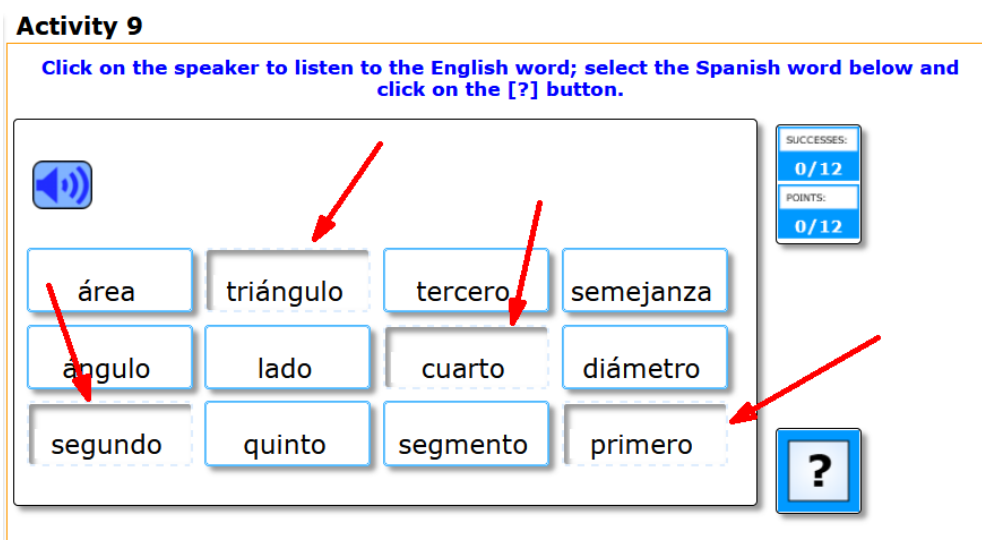 Activity 9
Click on the speaker to listen to the English word; select the Spanish word below and
click on the [?] button.
SUCCESSES:
0/12
POINTS:
0/12
área triángulo tercero semejanza
ángulo lado cuarto diámetro
segundo quinto segmento primero
?